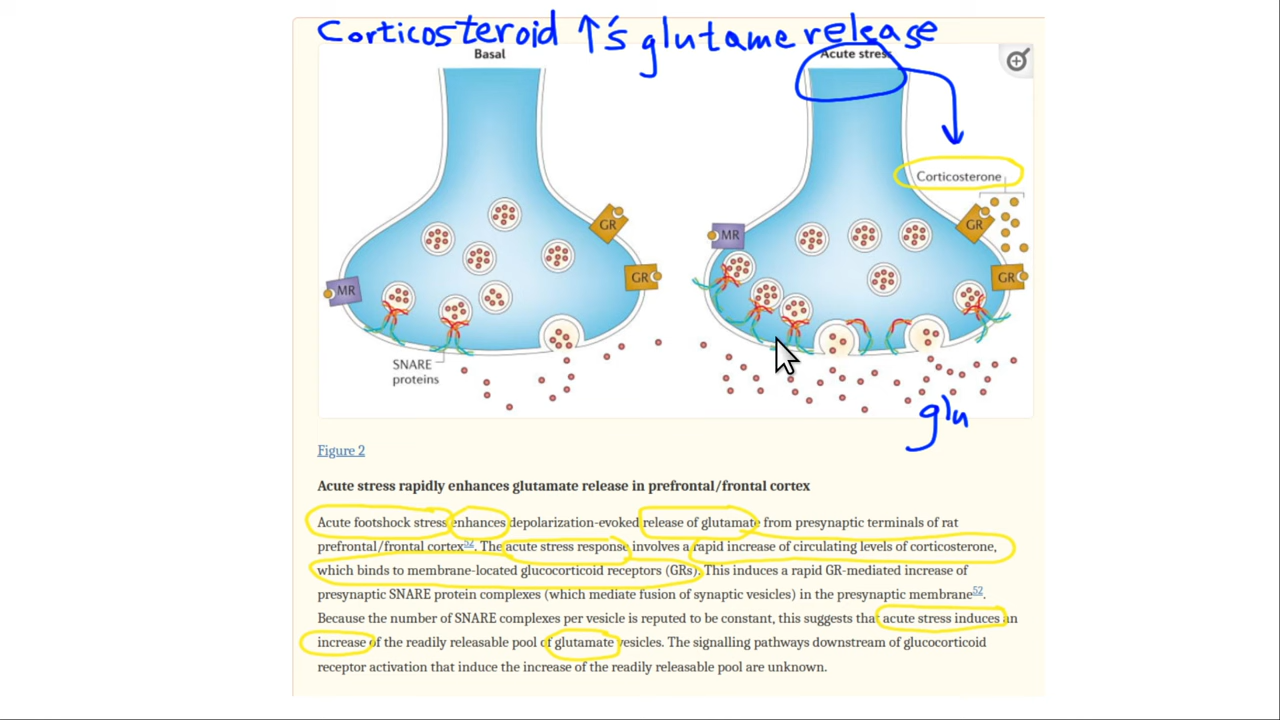 Corticosteroid ↑'s glutame release
Basal
Acute stress
Corticosterone
GR
GR
MR
MR
GR
GR
SNARE
proteins
glu
Figure 2
Acute stress rapidly enhances glutamate release in prefrontal/frontal cortex
Acute footshock stress enhances depolarization-evoked release of glutamate from presynaptic terminals of rat
prefrontal/frontal cortex52. The acute stress response involves a rapid increase of circulating levels of corticosterone,
which binds to membrane-located glucocorticoid receptors (GRs). This induces a rapid GR-mediated increase of
presynaptic SNARE protein complexes (which mediate fusion of synaptic vesicles) in the presynaptic membrane52.
Because the number of SNARE complexes per vesicle is reputed to be constant, this suggests that acute stress induces an
increase of the readily releasable pool of glutamate vesicles. The signalling pathways downstream of glucocorticoid
receptor activation that induce the increase of the readily releasable pool are unknown.